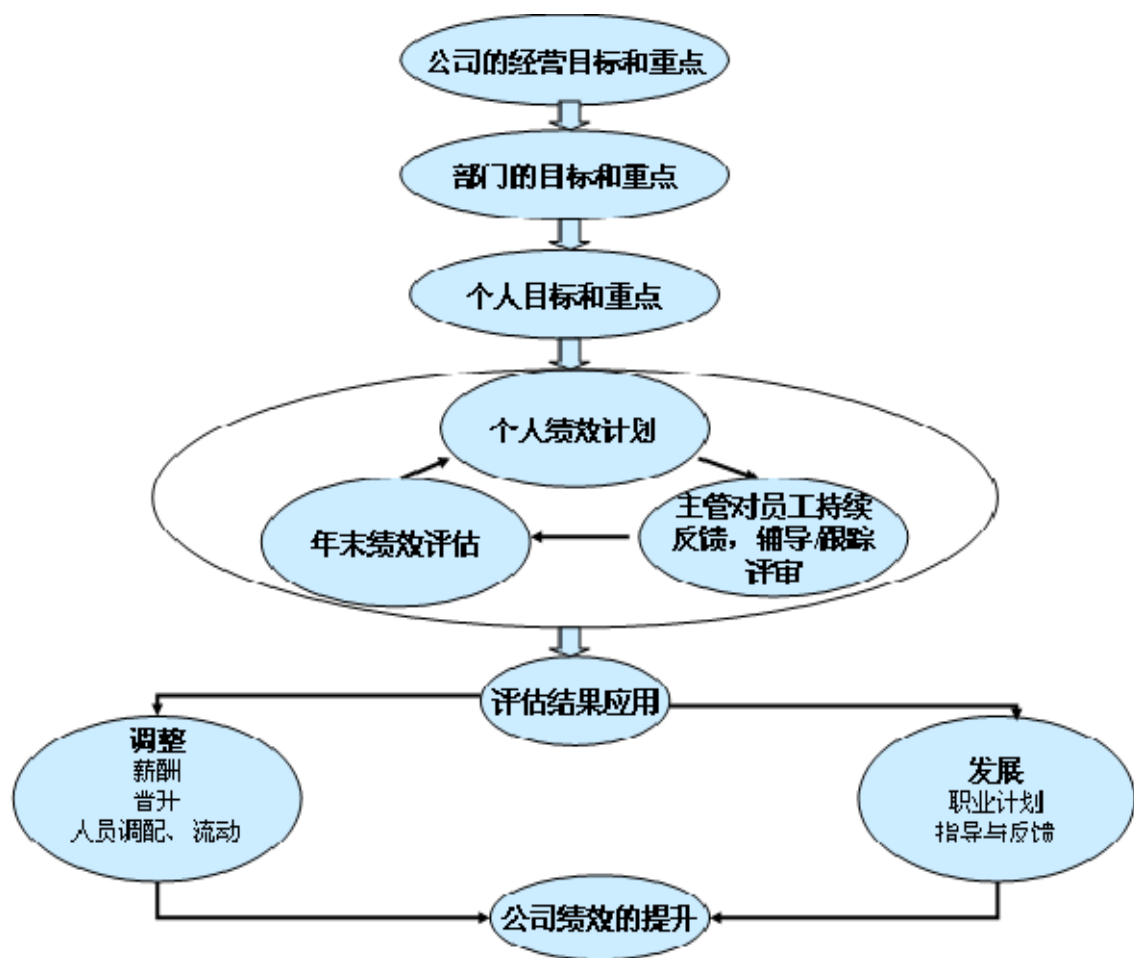 公司的经营目标和重点
部门的目标和重点
个人目标和重点
个人绩效计划
主管对员工持续
反馈，辅导/跟踪
评审
年末绩效评估
评估结果应用
调整
薪酬
晋升
人员调配、流动
发展
职业计划
指导与反馈
公司绩效的提升